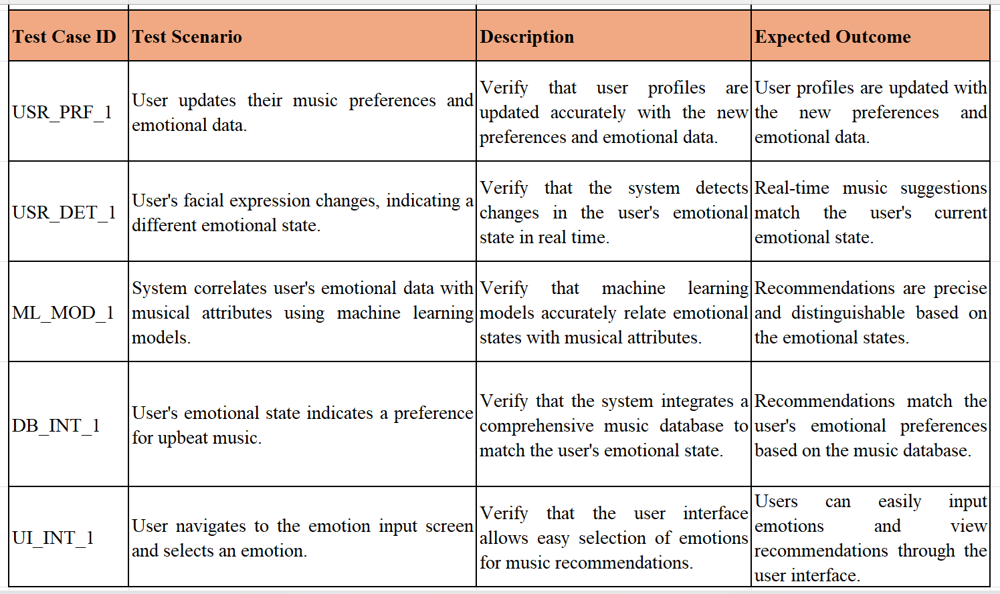 Test Case ID
Test Scenario
Description
Expected Outcome
USR_PRF_1
User updates their music preferences and
emotional data.
Verify that user profiles are
updated accurately with the new
preferences and emotional data.
User profiles are updated with
the new preferences and
emotional data.
USR_DET_1
User's facial expression changes, indicating a
different emotional state.
Verify that the system detects
changes in the user's emotional
state in real time.
Real-time music suggestions
match the user's current
emotional state.
ML_MOD_1
System correlates user's emotional data with
musical attributes using machine learning
models.
Verify that machine learning
models accurately relate emotional
states with musical attributes.
Recommendations are precise
and distinguishable based on
the emotional states.
DB_INT_1
User's emotional state indicates a preference
for upbeat music.
Verify that the system integrates a
comprehensive music database to
match the user's emotional state.
Recommendations match the
user's emotional preferences
based on the music database.
UI_INT_1
User navigates to the emotion input screen
and selects an emotion.
Verify that the user interface
allows easy selection of emotions
for music recommendations.
Users can easily input
emotions and view
recommendations through the
user interface.